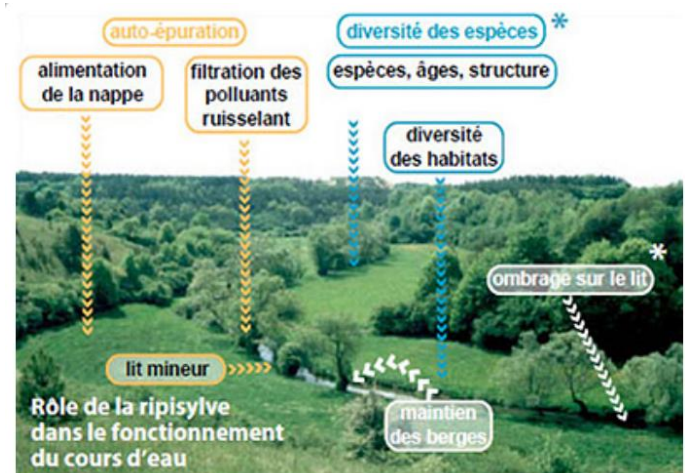 auto-épuration
diversité des espèces *
alimentation
de la nappe
filtration des
polluants
ruisselant
espèces, âges, structure
diversité
des habitats
*
ombrage sur le lit
lit mineur
maintien
des berges
Rôle de la ripisylve
dans le fonctionnement
du cours d'eau